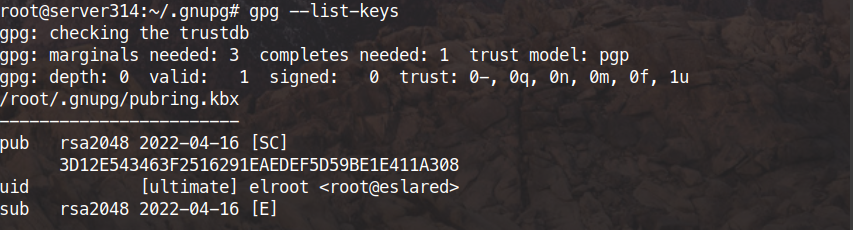 root@server314:~/.gnupg# gpg --list-keys
gpg: checking the trustdb
gpg: marginals needed: 3  completes needed: 1  trust model: pgp
gpg: depth: 0  valid:   1  signed:   0  trust: 0-, 0q, 0n, 0m, 0f, 1u
/root/.gnupg/pubring.kbx
------------------------
pub   rsa2048 2022-04-16 [SC]
      3D12E543463F2516291EAEDEF5D59BE1E411A308
uid           [ultimate] elroot <root@eslared>
sub   rsa2048 2022-04-16 [E]